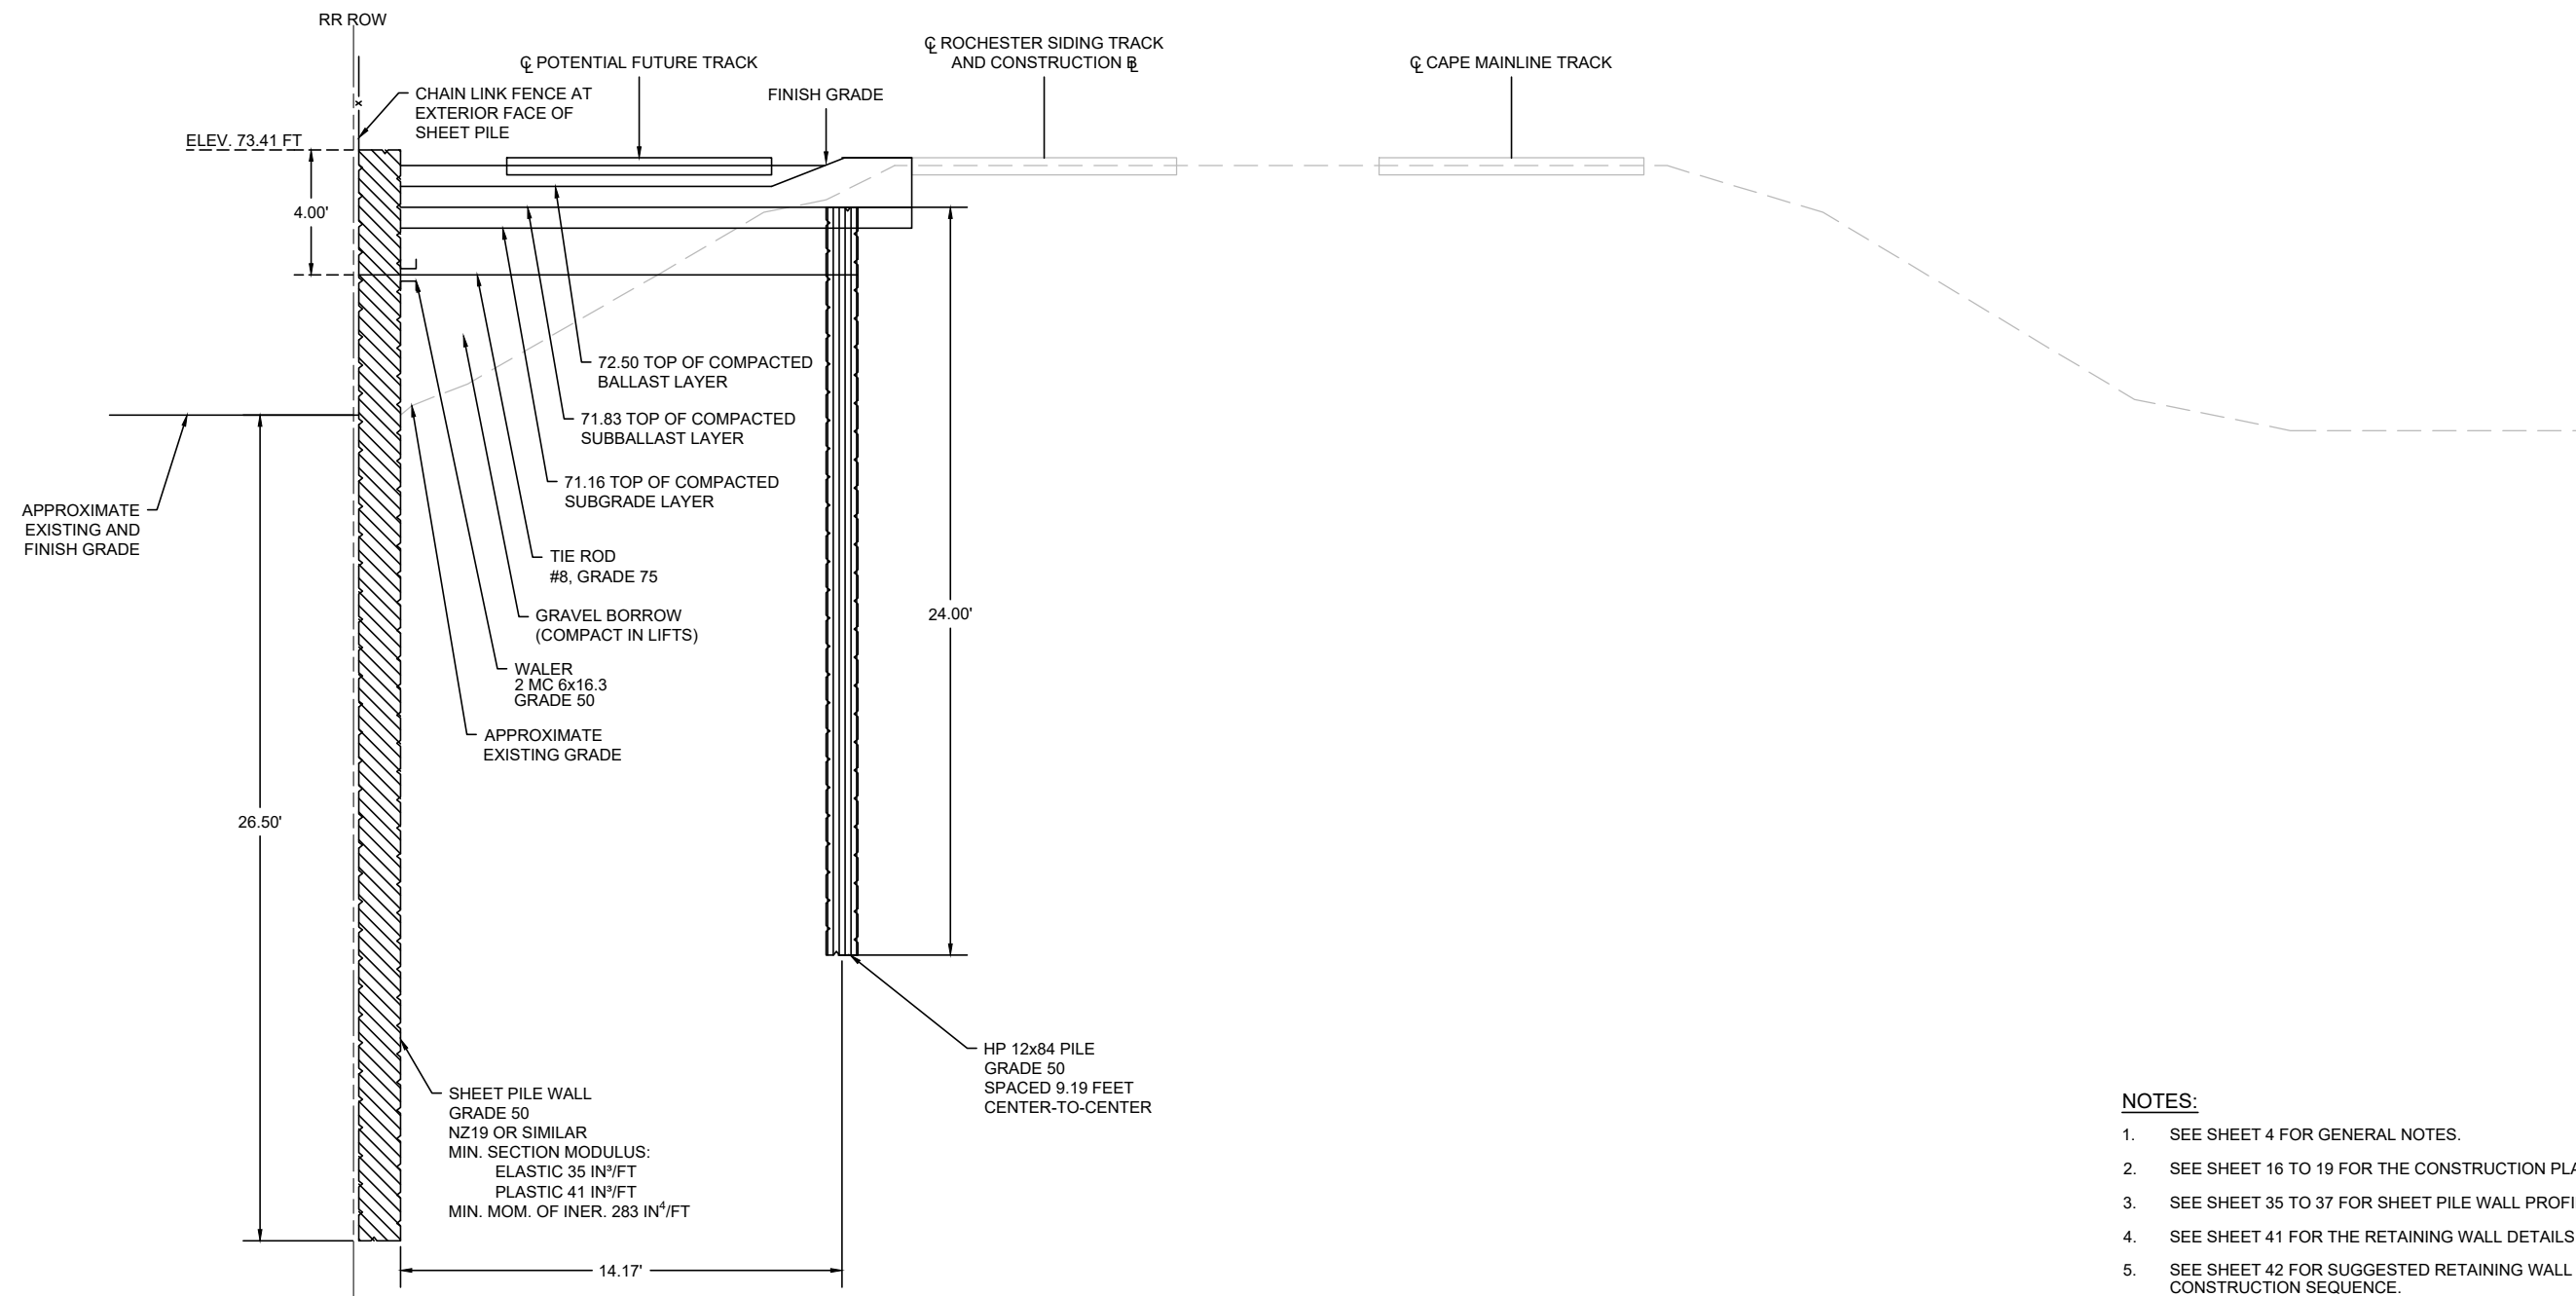 RR ROW
℄ POTENTIAL FUTURE TRACK
℄ ROCHESTER SIDING TRACK
AND CONSTRUCTION BL
℄ CAPE MAINLINE TRACK
CHAIN LINK FENCE AT
EXTERIOR FACE OF
SHEET PILE
FINISH GRADE
ELEV. 73.41 FT
4.00'
72.50 TOP OF COMPACTED
BALLAST LAYER
71.83 TOP OF COMPACTED
SUBBALLAST LAYER
71.16 TOP OF COMPACTED
SUBGRADE LAYER
APPROXIMATE
EXISTING AND
FINISH GRADE
TIE ROD
#8, GRADE 75
GRAVEL BORROW
(COMPACT IN LIFTS)
24.00'
WALER
2 MC 6x16.3
GRADE 50
APPROXIMATE
EXISTING GRADE
26.50'
HP 12x84 PILE
GRADE 50
SPACED 9.19 FEET
CENTER-TO-CENTER
SHEET PILE WALL
GRADE 50
NZ19 OR SIMILAR
MIN. SECTION MODULUS:
ELASTIC 35 IN³/FT
PLASTIC 41 IN³/FT
MIN. MOM. OF INER. 283 IN⁴/FT
14.17'
NOTES:
1. SEE SHEET 4 FOR GENERAL NOTES.
2. SEE SHEET 16 TO 19 FOR THE CONSTRUCTION PLA
3. SEE SHEET 35 TO 37 FOR SHEET PILE WALL PROFI
4. SEE SHEET 41 FOR THE RETAINING WALL DETAILS
5. SEE SHEET 42 FOR SUGGESTED RETAINING WALL
CONSTRUCTION SEQUENCE.